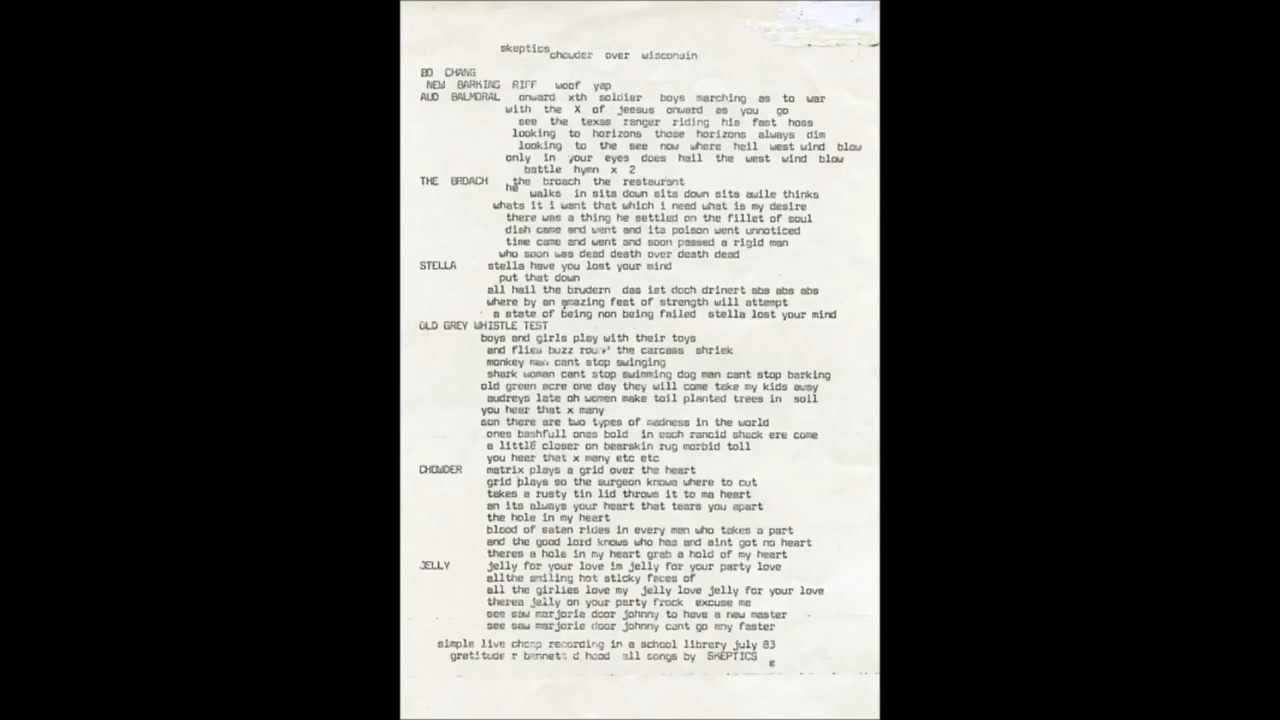 skeptics chowder over wisconsin
BO CHANG
NEW BARKING RIFF woof yap
AUD BALMORAL onward xth soldier boys marching as to war
with the X of jeesus onward as you go
see the texas ranger riding his fast hoss
looking to horizons those horizons always dim
looking to the see now where hail west wind blow
only in your eyes does hail the west wind blow
battle hymn x 2
THE BROACH the broach the restaurant
he walks in sits down sits down sits awile thinks
whats it i want that which i need what is my desire
there was a thing he settled on the fillet of soul
dish came and went and its poison went unnoticed
time came and went and soon passed a rigid man
who soon was dead death over death dead
STELLA stella have you lost your mind
put that down
all hail the brudern das ist doch drinert abs abs abs
where by an amazing feat of strength will attempt
a state of being non being failed stella lost your mind
OLD GREY WHISTLE TEST
boys and girls play with their toys
and flies buzz roun' the carcass shriek
monkey man cant stop swinging
shark woman cant stop swimming dog man cant stop barking
old green acre one day they will come take my kids away
audreys late oh women make toil planted trees in soil
you hear that x many
son there are two types of madness in the world
ones bashfull ones bold in each rancid shack ere come
a little closer on bearskin rug morbid toll
you hear that x many etc etc
CHOWDER matrix plays a grid over the heart
grid plays so the surgeon knows where to cut
takes a rusty tin lid throws it to ma heart
an its always your heart that tears you apart
the hole in my heart
blood of satan rides in every man who takes a part
and the good lord knows who has and aint got no heart
theres a hole in my heart grab a hold of my heart
JELLY jelly for your love im jelly for your party love
allthe smiling hot sticky faces of
all the girlies love my jelly love jelly for your love
theres jelly on your party frock excuse me
see saw marjorie door johnny to have a new master
see saw marjorie door johnny cant go any faster
simple live cheap recording in a school library july 83
gratitude r bennett d hood all songs by SKEPTICS